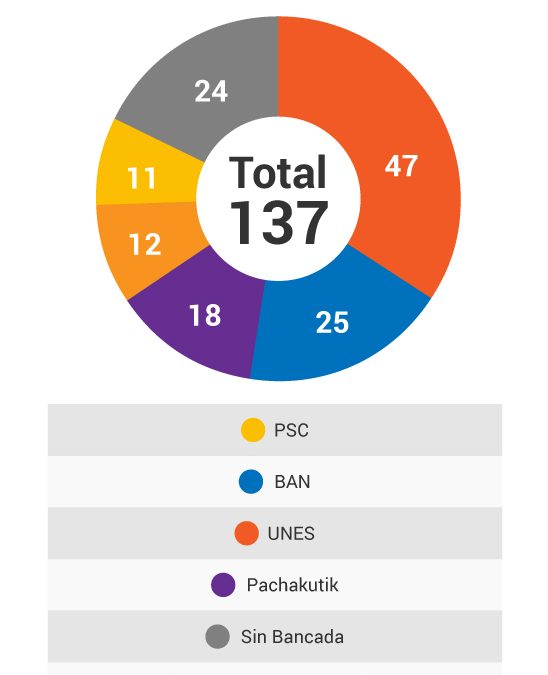 24
47
11
Total
137
12
18
25
PSC
BAN
UNES
Pachakutik
Sin Bancada